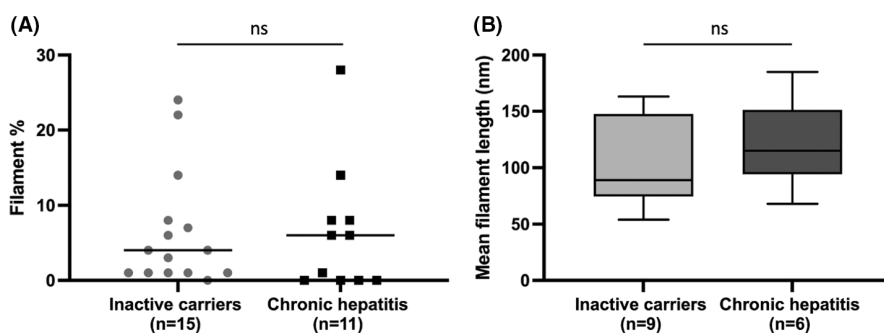 (A)
ns
Filament %
30
20
10
0
Inactive carriers
(n=15)
Chronic hepatitis
(n=11)
(B)
ns
Mean filament length (nm)
200
150
100
50
0
Inactive carriers
(n=9)
Chronic hepatitis
(n=6)